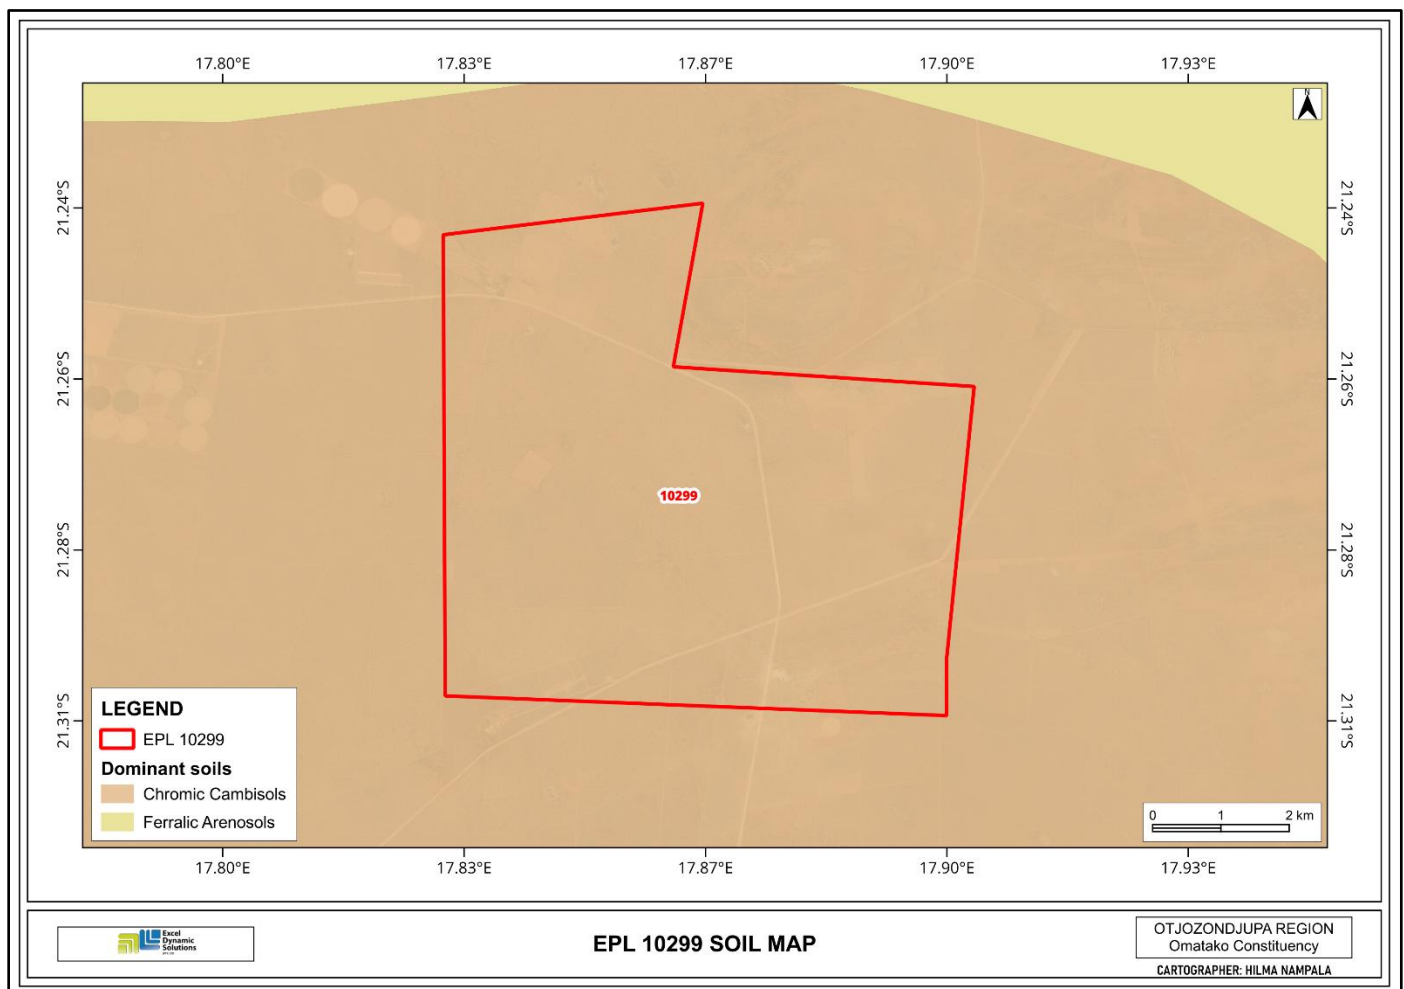 17.80°E 17.83°E 17.87°E 17.90°E 17.93°E
N
21.24°S 21.24°S
21.26°S 21.26°S
10299
21.28°S 21.28°S
21.31°S 21.31°S
LEGEND
EPL 10299
Dominant soils
Chromic Cambisols
Ferralic Arenosols
0 1 2 km
17.80°E 17.83°E 17.87°E 17.90°E 17.93°E
Excel
Dynamic
Solutions
EPL 10299 SOIL MAP
OTJOZONDJUPA REGION
Omatako Constituency
CARTOGRAPHER: HILMA NAMPALA